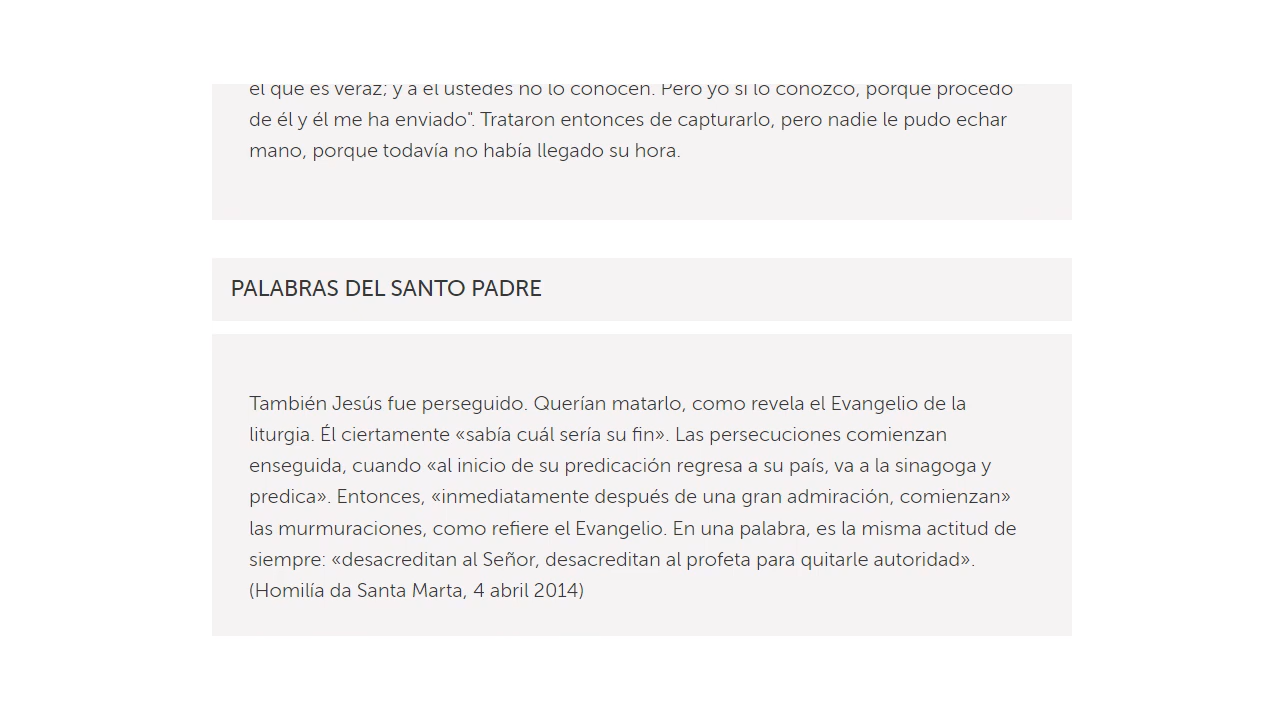 el que es veraz; y a él ustedes no lo conocen. Pero yo sí lo conozco, porque procedo
de él y él me ha enviado". Trataron entonces de capturarlo, pero nadie le pudo echar
mano, porque todavía no había llegado su hora.
PALABRAS DEL SANTO PADRE
También Jesús fue perseguido. Querían matarlo, como revela el Evangelio de la
liturgia. Él ciertamente «sabía cuál sería su fin». Las persecuciones comienzan
enseguida, cuando «al inicio de su predicación regresa a su país, va a la sinagoga y
predica». Entonces, «inmediatamente después de una gran admiración, comienzan»
las murmuraciones, como refiere el Evangelio. En una palabra, es la misma actitud de
siempre: «desacreditan al Señor, desacreditan al profeta para quitarle autoridad».
(Homilía da Santa Marta, 4 abril 2014)